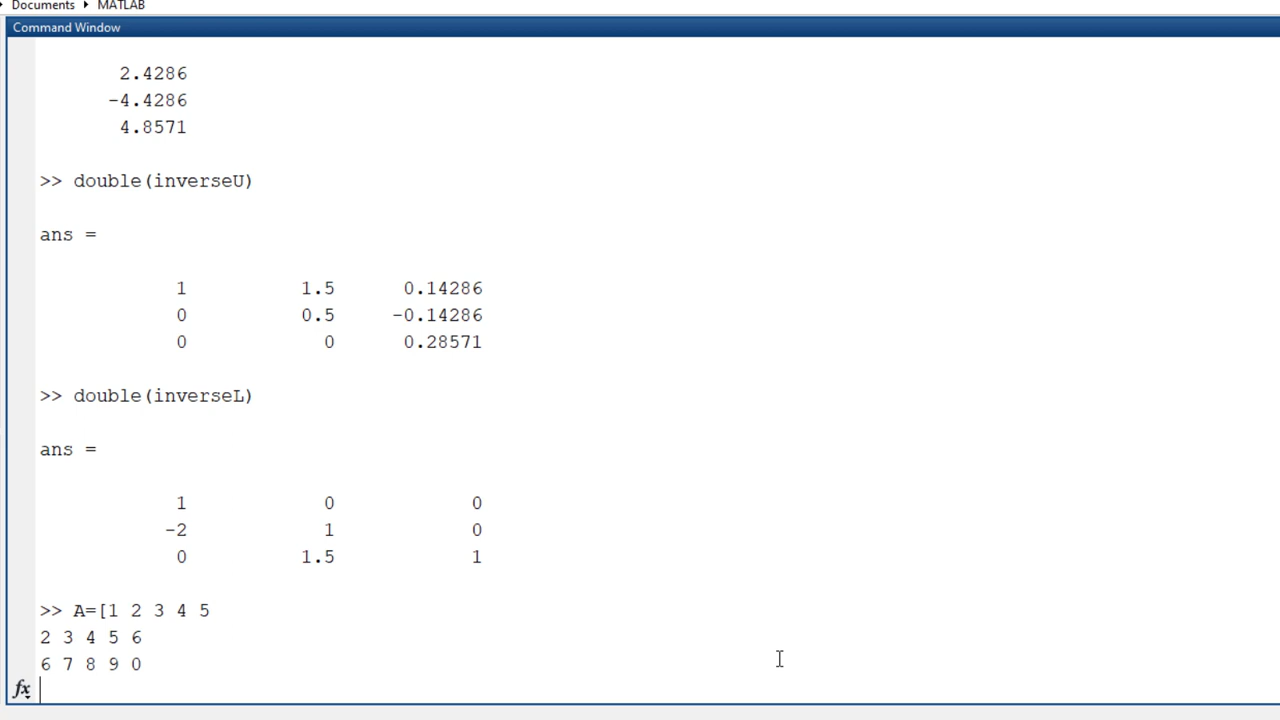 Documents MATLAB
Command Window
2.4286
-4.4286
4.8571
>> double(inverseU)
ans =
1 1.5 0.14286
0 0.5 -0.14286
0 0 0.28571
>> double(inverseL)
ans =
1 0 0
-2 1 0
0 1.5 1
>> A=[1 2 3 4 5
2 3 4 5 6
6 7 8 9 0
fx